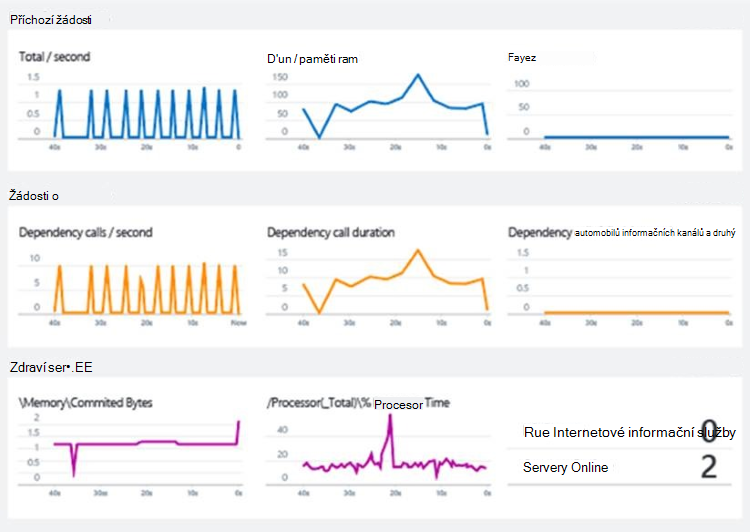 Příchozí žádosti
Total / second
1.5
1
0.5
0
40s 30s 20s 10s 0
D'un / paměti ram
150
100
50
0
40s 30s 20s 10s 0s
Fayez
100
50
0
40s 30s 20s 10s 0s
Žádosti o
Dependency calls / second
10
5
0
40s 30s 20s 10s Now
Dependency call duration
15
10
5
0
40s 30s 20s 10s 0s
Dependency automobilů informačních kanálů a druhý
1.5
1
0.5
0
40s 30s 20s 10s 0s
Zdraví ser•.EE
\Memory\Commited Bytes
2
1.5
1
0.5
0
40s 30s 20s 10s 0s
/Processor(_Total)\% Procesor Time
40
20
0
40s 30s 20s 10s 0s
Rue Internetové informační služby 0
Servery Online 2